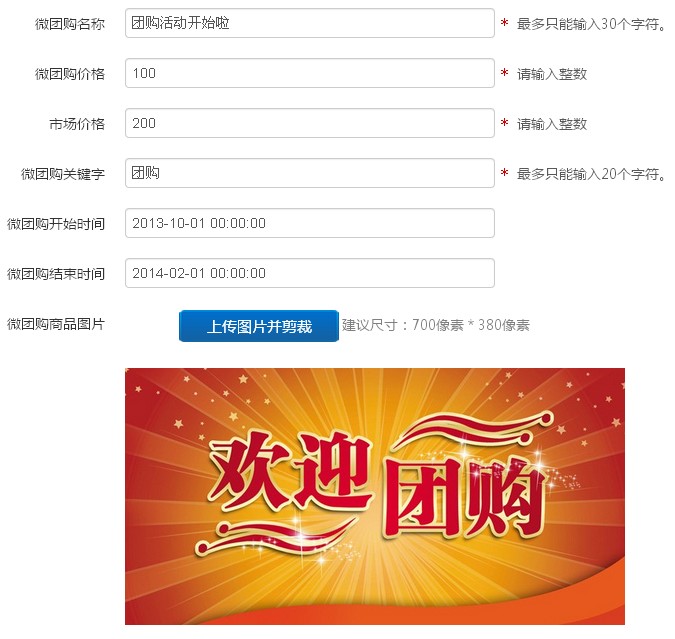 微团购名称 团购活动开始啦 * 最多只能输入30个字符。
微团购价格 100 * 请输入整数
市场价格 200 * 请输入整数
微团购关键字 团购 * 最多只能输入20个字符。
微团购开始时间 2013-10-01 00:00:00
微团购结束时间 2014-02-01 00:00:00
微团购商品图片 上传图片并剪裁 建议尺寸：700像素 * 380像素
欢迎团购